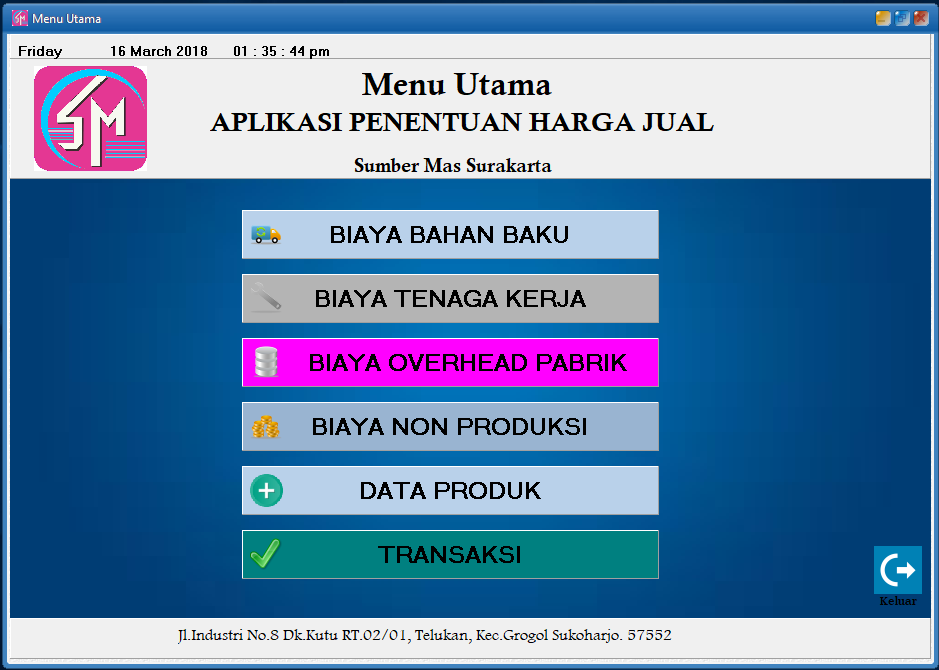 Menu Utama
Friday 16 March 2018 01 : 35 : 44 pm
SM
Menu Utama
APLIKASI PENENTUAN HARGA JUAL
Sumber Mas Surakarta
BIAYA BAHAN BAKU
BIAYA TENAGA KERJA
BIAYA OVERHEAD PABRIK
BIAYA NON PRODUKSI
DATA PRODUK
TRANSAKSI
Keluar
Jl.Industri No.8 Dk.Kutu RT.02/01, Telukan, Kec.Grogol Sukoharjo. 57552